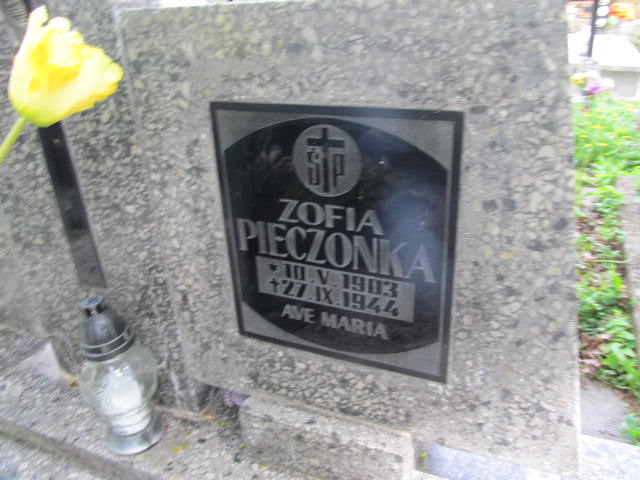 Ś P
ZOFIA
PIECZONKA
*10.V.1903
+27.IX.1944
AVE MARIA